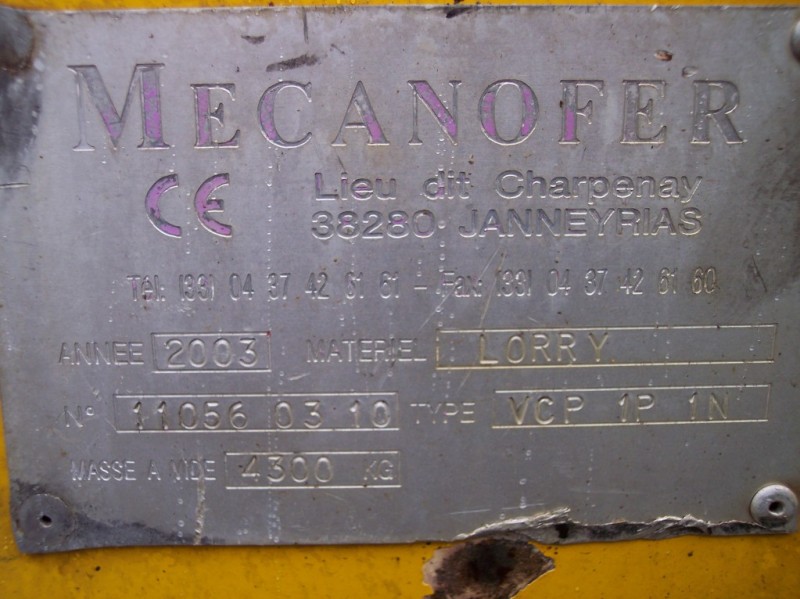 MECANOFER
CE Lieu dit Charpenay
38280 JANNEYRIAS
Tél: (33) 04 37 42 61 61 - Fax: (33) 04 37 42 61 60
ANNEE 2003 MATERIEL LORRY
N° 11056 03 10 TYPE VCP 1P 1N
MASSE A VIDE 4300 KG